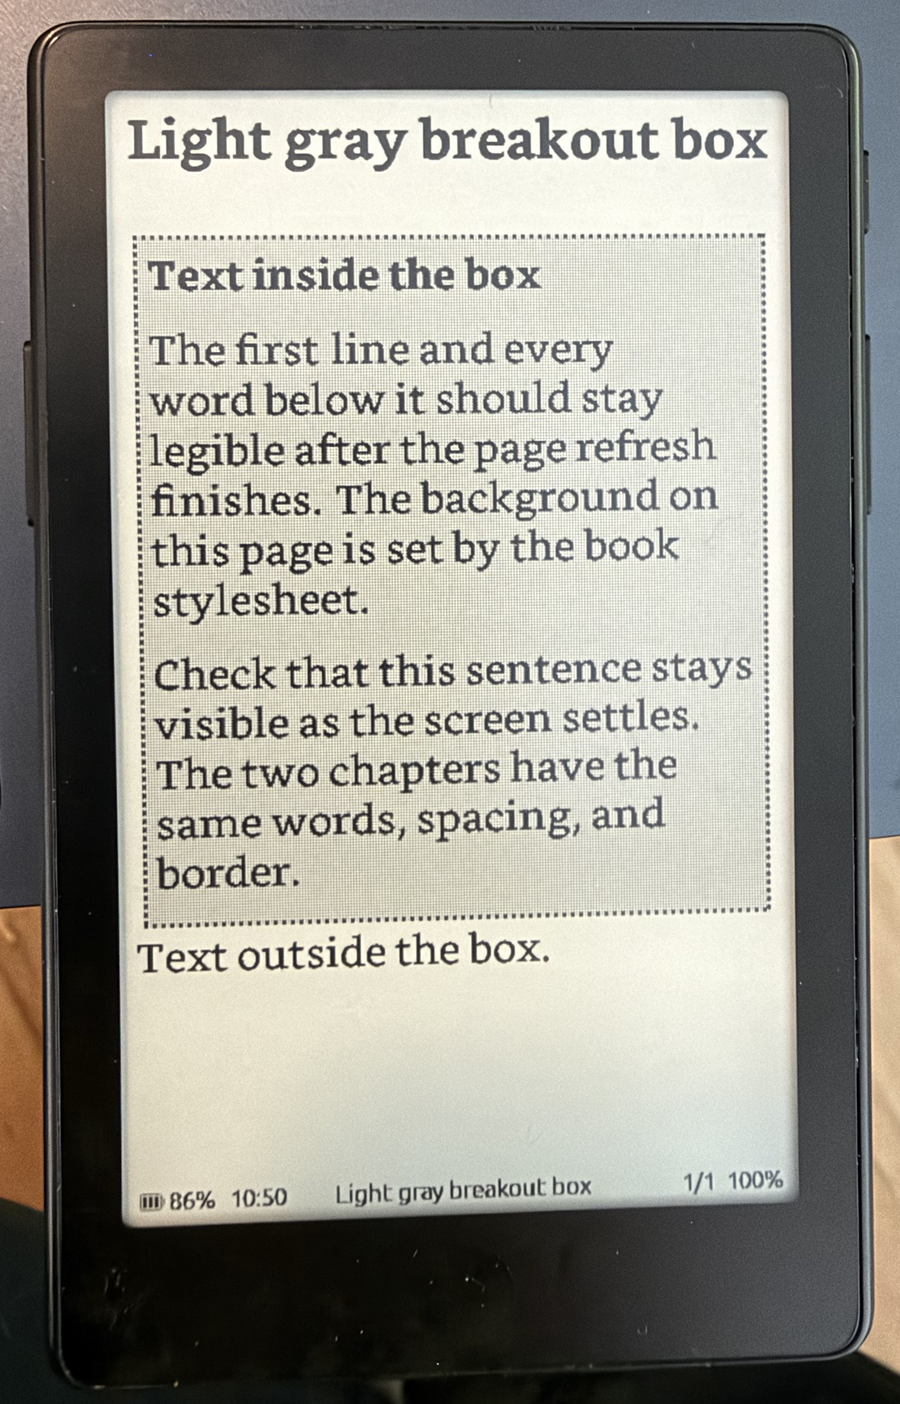 Light gray breakout box
Text inside the box
The first line and every
word below it should stay
legible after the page refresh
finishes. The background on
this page is set by the book
stylesheet.
Check that this sentence stays
visible as the screen settles.
The two chapters have the
same words, spacing, and
border.
Text outside the box.
86% 10:50 Light gray breakout box 1/1 100%